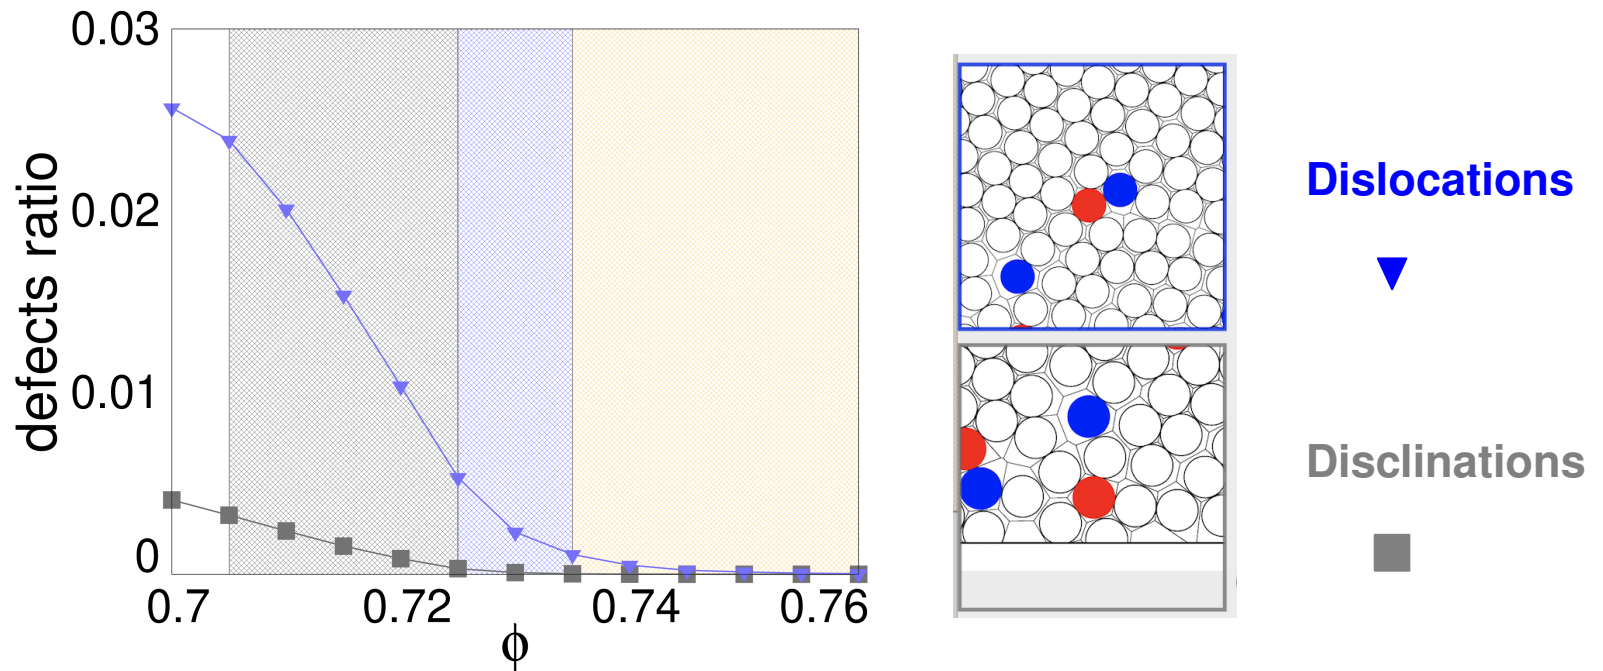 0.03
0.02
0.01
0
defects ratio
0.7
0.72
0.74
0.76
ϕ
Dislocations
Disclinations